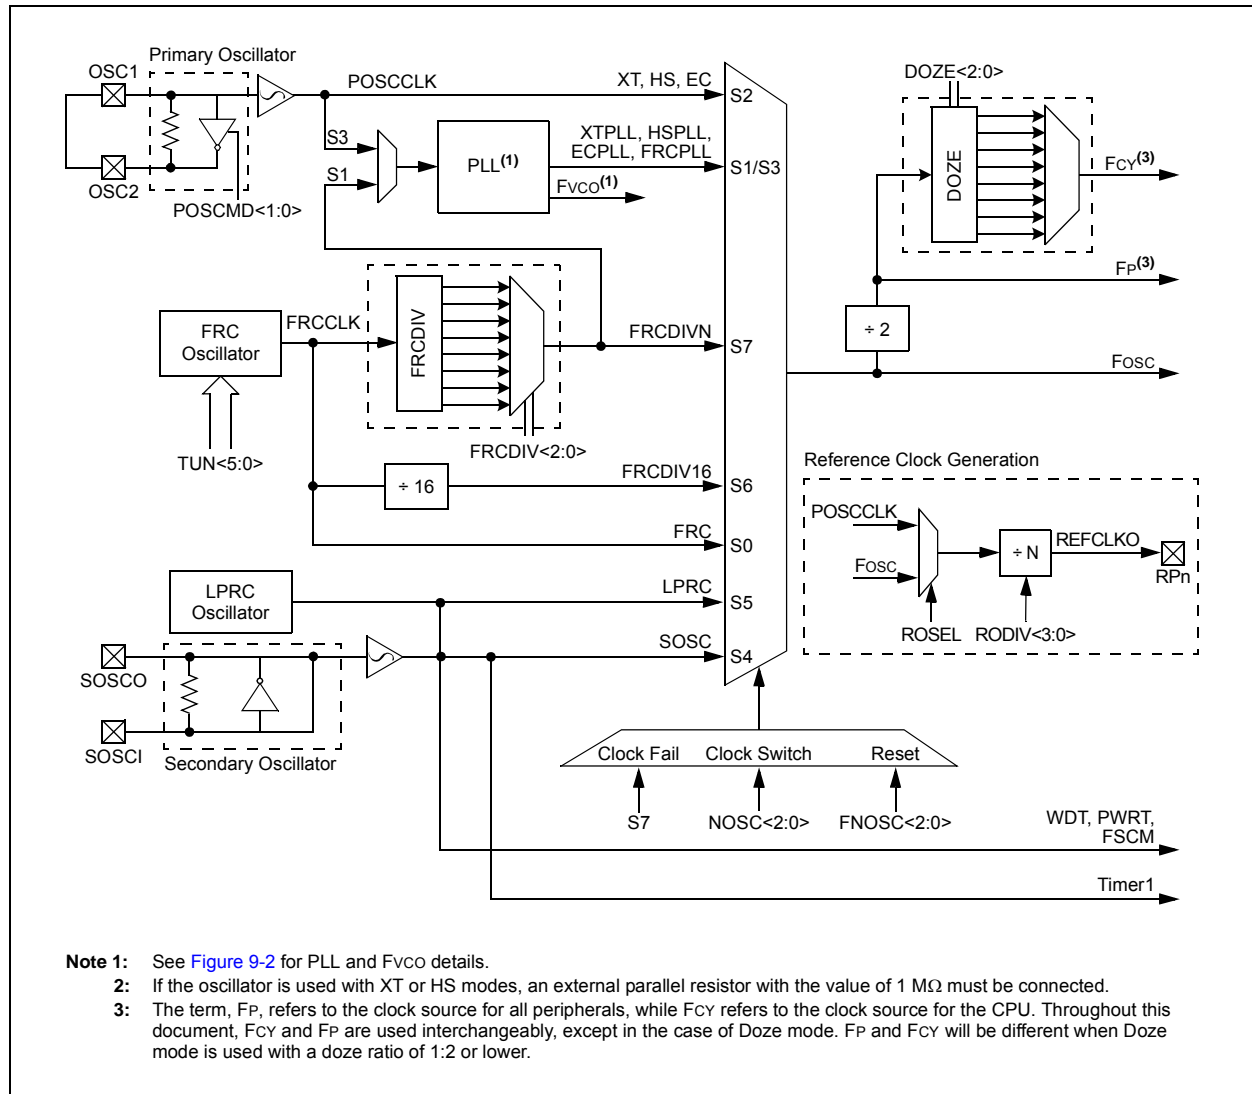 Primary Oscillator
OSC1
OSC2
POSCMD<1:0>
POSCCLK
XT, HS, EC
S2
S3
S1
PLL(1)
XTPLL, HSPLL,
ECPLL, FRCPLL
S1/S3
FVCO(1)
DOZE<2:0>
DOZE
FCY(3)
FP(3)
÷ 2
FOSC
FRC
Oscillator
TUN<5:0>
FRCCLK
FRCDIV
FRCDIV<2:0>
FRCDIVN
S7
÷ 16
FRCDIV16
S6
FRC
S0
LPRC
Oscillator
LPRC
S5
SOSC
S4
SOSCO
SOSCI
Secondary Oscillator
Reference Clock Generation
POSCCLK
FOSC
÷ N
REFCLKO
RPn
ROSEL
RODIV<3:0>
Clock Fail
Clock Switch
Reset
S7
NOSC<2:0>
FNOSC<2:0>
WDT, PWRT,
FSCM
Timer1
Note 1: See Figure 9-2 for PLL and FVCO details.
2: If the oscillator is used with XT or HS modes, an external parallel resistor with the value of 1 MΩ must be connected.
3: The term, FP, refers to the clock source for all peripherals, while FCY refers to the clock source for the CPU. Throughout this
document, FCY and FP are used interchangeably, except in the case of Doze mode. FP and FCY will be different when Doze
mode is used with a doze ratio of 1:2 or lower.